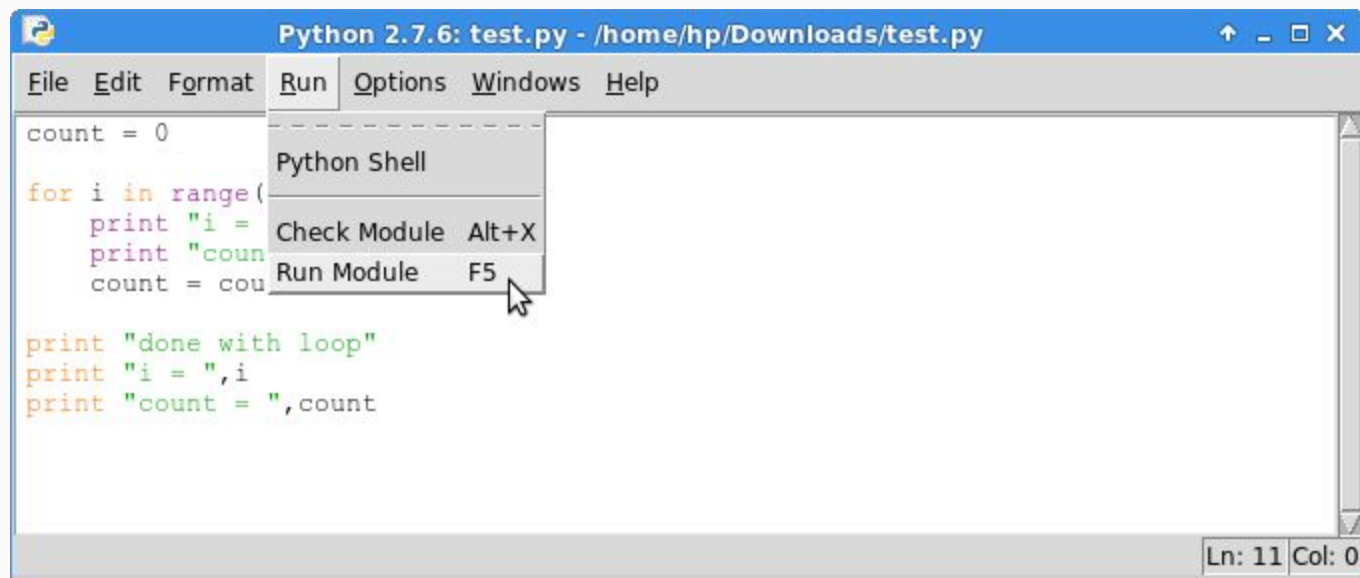 Python 2.7.6: test.py - /home/hp/Downloads/test.py
File Edit Format Run Options Windows Help
count = 0
Python Shell
for i in range(
print "i =
Check Module Alt+X
print "coun
Run Module F5
count = cou
print "done with loop"
print "i = ",i
print "count = ",count
Ln: 11 Col: 0